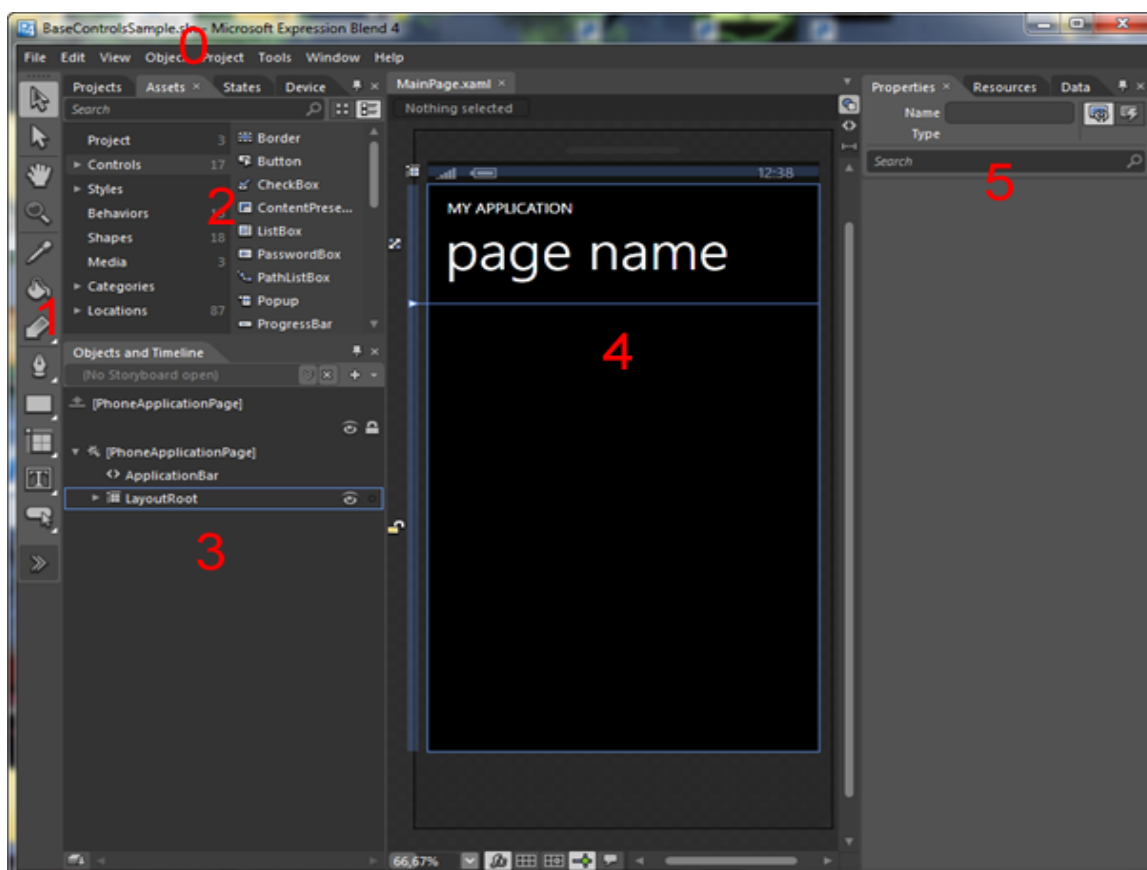 BaseControlsSample.sln - Microsoft Expression Blend 4
0
File Edit View Object Project Tools Window Help
Projects Assets × States Device
Search
Project 3
Controls 17
Styles
Behaviors
Shapes 18
Media 3
Categories
Locations 87
2
Border
Button
CheckBox
ContentPrese...
ListBox
PasswordBox
PathListBox
Popup
ProgressBar
1
Objects and Timeline
(No Storyboard open)
[PhoneApplicationPage]
[PhoneApplicationPage]
ApplicationBar
LayoutRoot
3
MainPage.xaml ×
Nothing selected
12:38
MY APPLICATION
page name
4
66,67%
Properties × Resources Data
Name
Type
Search
5